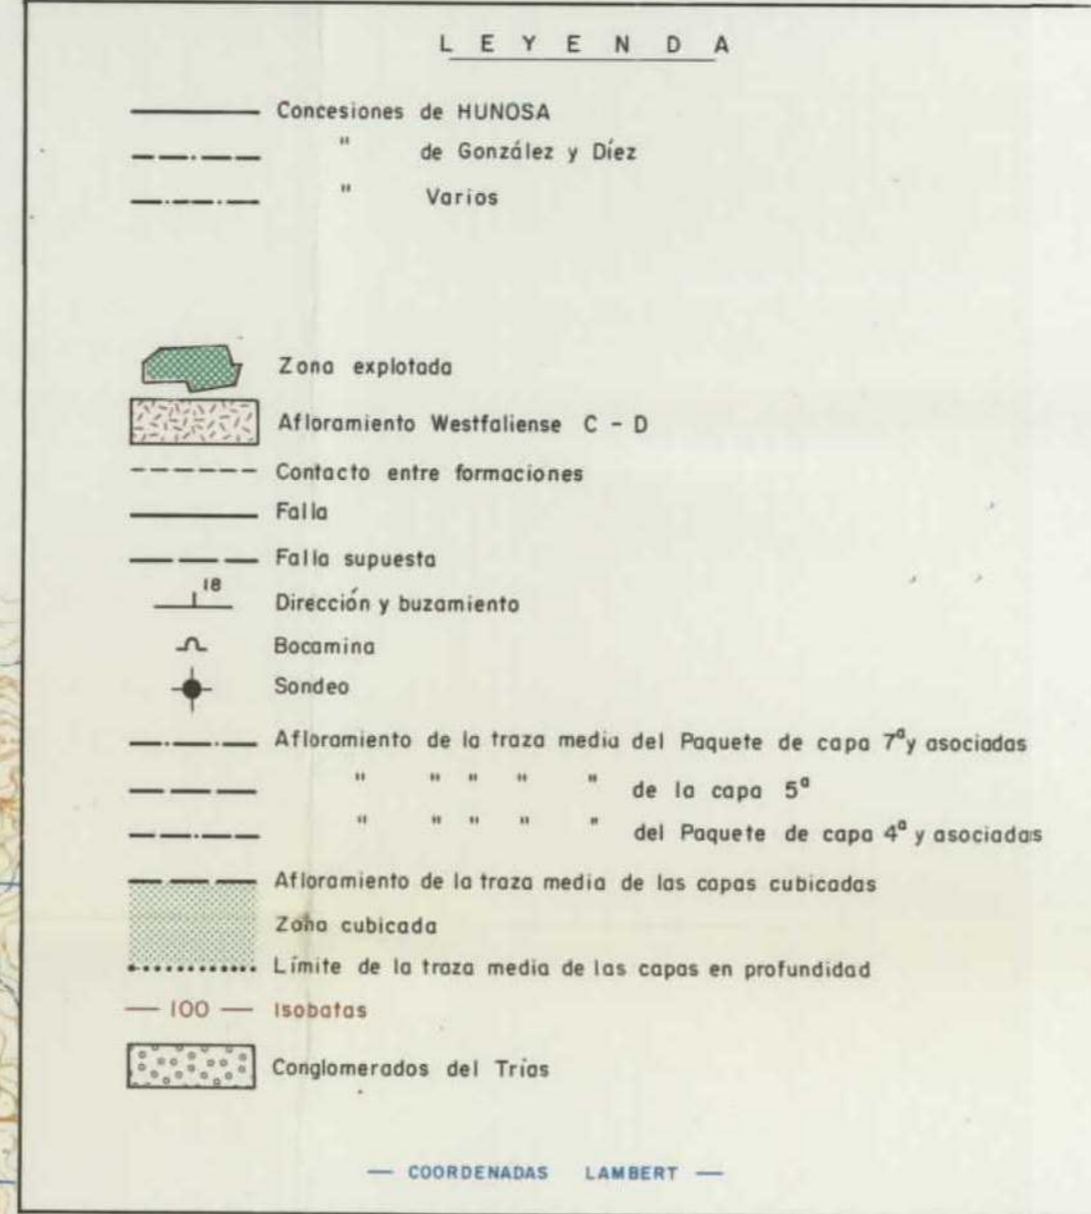 L E Y E N D A
Concesiones de HUNOSA
" de González y Díez
" Varios
Zona explotada
Afloramiento Westfaliense C - D
Contacto entre formaciones
Falla
Falla supuesta
18
Dirección y buzamiento
Bocamina
Sondeo
Afloramiento de la traza media del Paquete de capa 7ª y asociadas
" " " " " de la capa 5ª
" " " " " del Paquete de capa 4ª y asociadas
Afloramiento de la traza media de las capas cubicadas
Zona cubicada
Límite de la traza media de las capas en profundidad
— 100 — Isobatas
Conglomerados del Trías
— COORDENADAS LAMBERT —